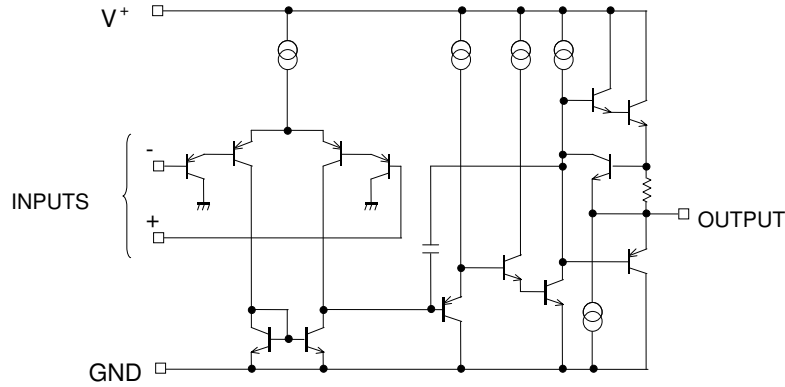 V+
-
INPUTS
+
OUTPUT
GND